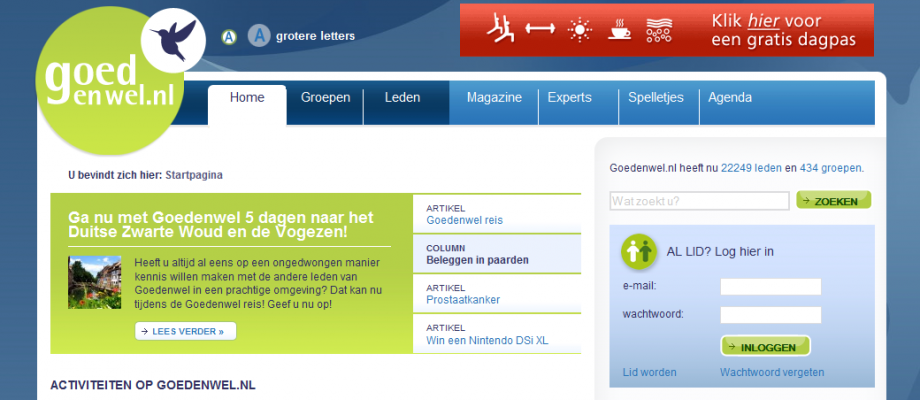 goed
en wel.nl
A A grotere letters
Klik hier voor
een gratis dagpas
Home Groepen Leden Magazine Experts Spelletjes Agenda
U bevindt zich hier: Startpagina
Ga nu met Goedenwel 5 dagen naar het
Duitse Zwarte Woud en de Vogezen!
Heeft u altijd al eens op een ongedwongen manier
kennis willen maken met de andere leden van
Goedenwel in een prachtige omgeving? Dat kan nu
tijdens de Goedenwel reis! Geef u nu op!
LEES VERDER »
ARTIKEL
Goedenwel reis
COLUMN
Beleggen in paarden
ARTIKEL
Prostaatkanker
ARTIKEL
Win een Nintendo DSi XL
Goedenwel.nl heeft nu 22249 leden en 434 groepen.
Wat zoekt u? ZOEKEN
AL LID? Log hier in
e-mail:
wachtwoord:
INLOGGEN
Lid worden Wachtwoord vergeten
ACTIVITEITEN OP GOEDENWEL.NL